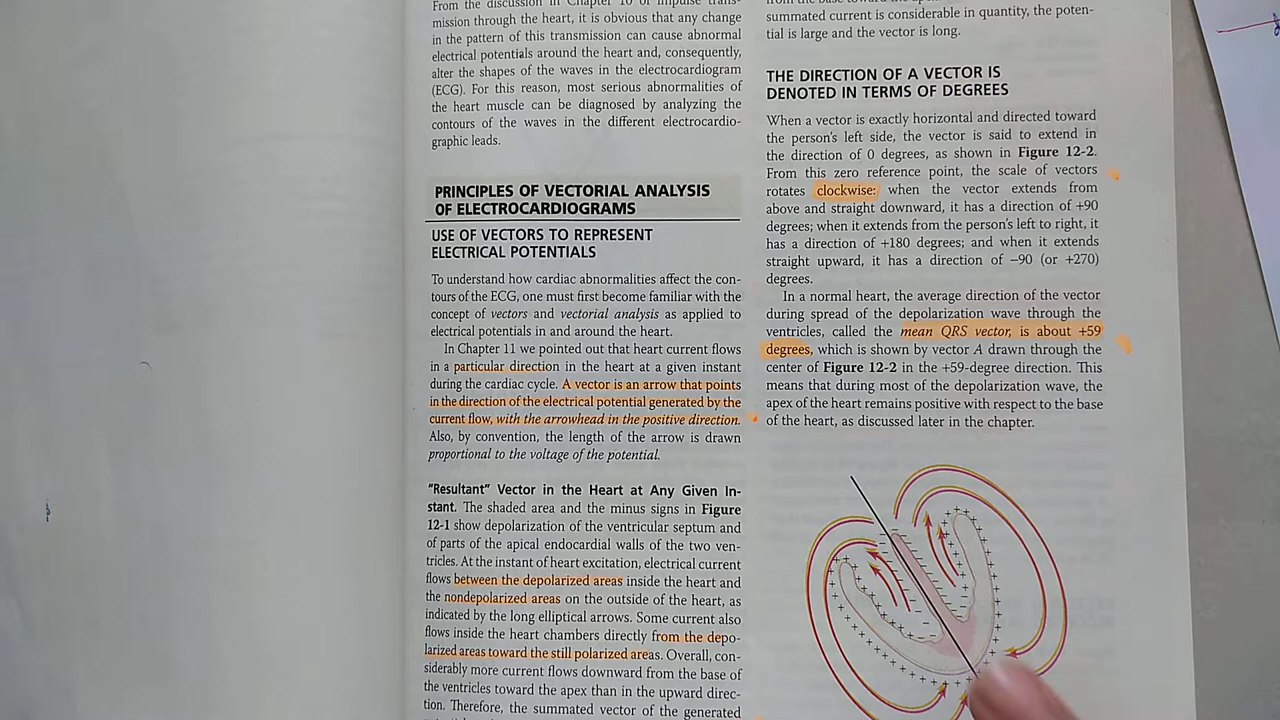 From the discussion in Chapter 10 of impulse trans-
mission through the heart, it is obvious that any change
in the pattern of this transmission can cause abnormal
electrical potentials around the heart and, consequently,
alter the shapes of the waves in the electrocardiogram
(ECG). For this reason, most serious abnormalities of
the heart muscle can be diagnosed by analyzing the
contours of the waves in the different electrocardio-
graphic leads.
PRINCIPLES OF VECTORIAL ANALYSIS
OF ELECTROCARDIOGRAMS
USE OF VECTORS TO REPRESENT
ELECTRICAL POTENTIALS
To understand how cardiac abnormalities affect the con-
tours of the ECG, one must first become familiar with the
concept of vectors and vectorial analysis as applied to
electrical potentials in and around the heart.
In Chapter 11 we pointed out that heart current flows
in a particular direction in the heart at a given instant
during the cardiac cycle. A vector is an arrow that points
in the direction of the electrical potential generated by the
current flow, with the arrowhead in the positive direction.
Also, by convention, the length of the arrow is drawn
proportional to the voltage of the potential.
"Resultant" Vector in the Heart at Any Given In-
stant. The shaded area and the minus signs in Figure
12-1 show depolarization of the ventricular septum and
of parts of the apical endocardial walls of the two ven-
tricles. At the instant of heart excitation, electrical current
flows between the depolarized areas inside the heart and
the nondepolarized areas on the outside of the heart, as
indicated by the long elliptical arrows. Some current also
flows inside the heart chambers directly from the depo-
larized areas toward the still polarized areas. Overall, con-
siderably more current flows downward from the base of
the ventricles toward the apex than in the upward direc-
tion. Therefore, the summated vector of the generated
summated current is considerable in quantity, the poten-
tial is large and the vector is long.
THE DIRECTION OF A VECTOR IS
DENOTED IN TERMS OF DEGREES
When a vector is exactly horizontal and directed toward
the person's left side, the vector is said to extend in
the direction of 0 degrees, as shown in Figure 12-2.
From this zero reference point, the scale of vectors
rotates clockwise: when the vector extends from
above and straight downward, it has a direction of +90
degrees; when it extends from the person's left to right, it
has a direction of +180 degrees; and when it extends
straight upward, it has a direction of −90 (or +270)
degrees.
In a normal heart, the average direction of the vector
during spread of the depolarization wave through the
ventricles, called the mean QRS vector, is about +59
degrees, which is shown by vector A drawn through the
center of Figure 12-2 in the +59-degree direction. This
means that during most of the depolarization wave, the
apex of the heart remains positive with respect to the base
of the heart, as discussed later in the chapter.